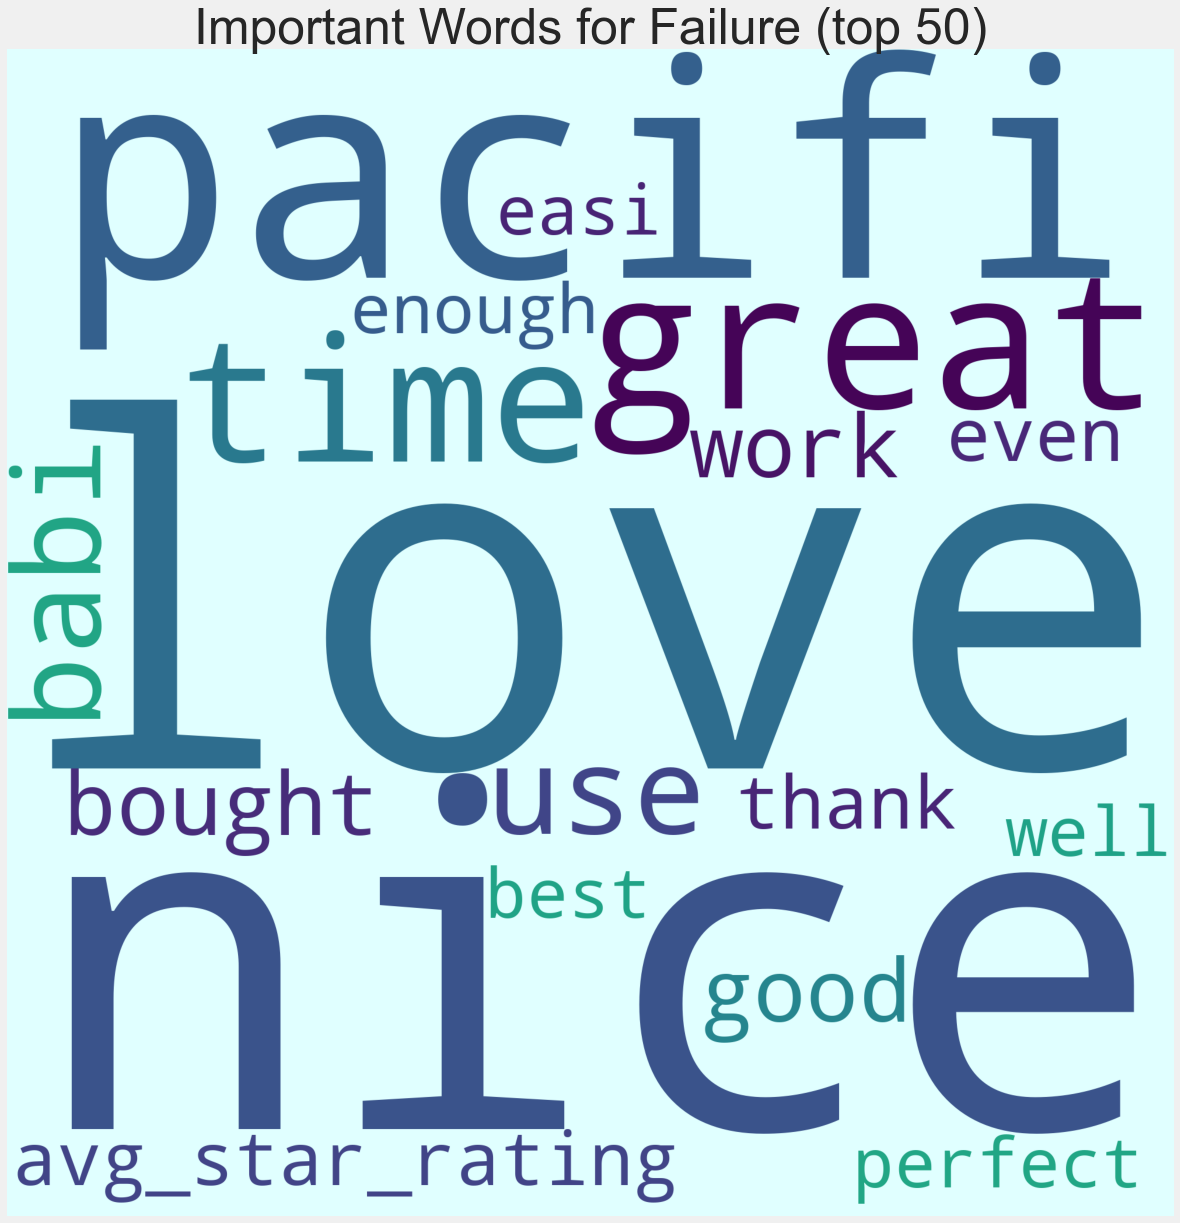 Important Words for Failure (top 50)
pacifi
easi
enough
great
time
work
even
babi
love
bought
use
thank
well
nice
best
good
avg_star_rating
perfect